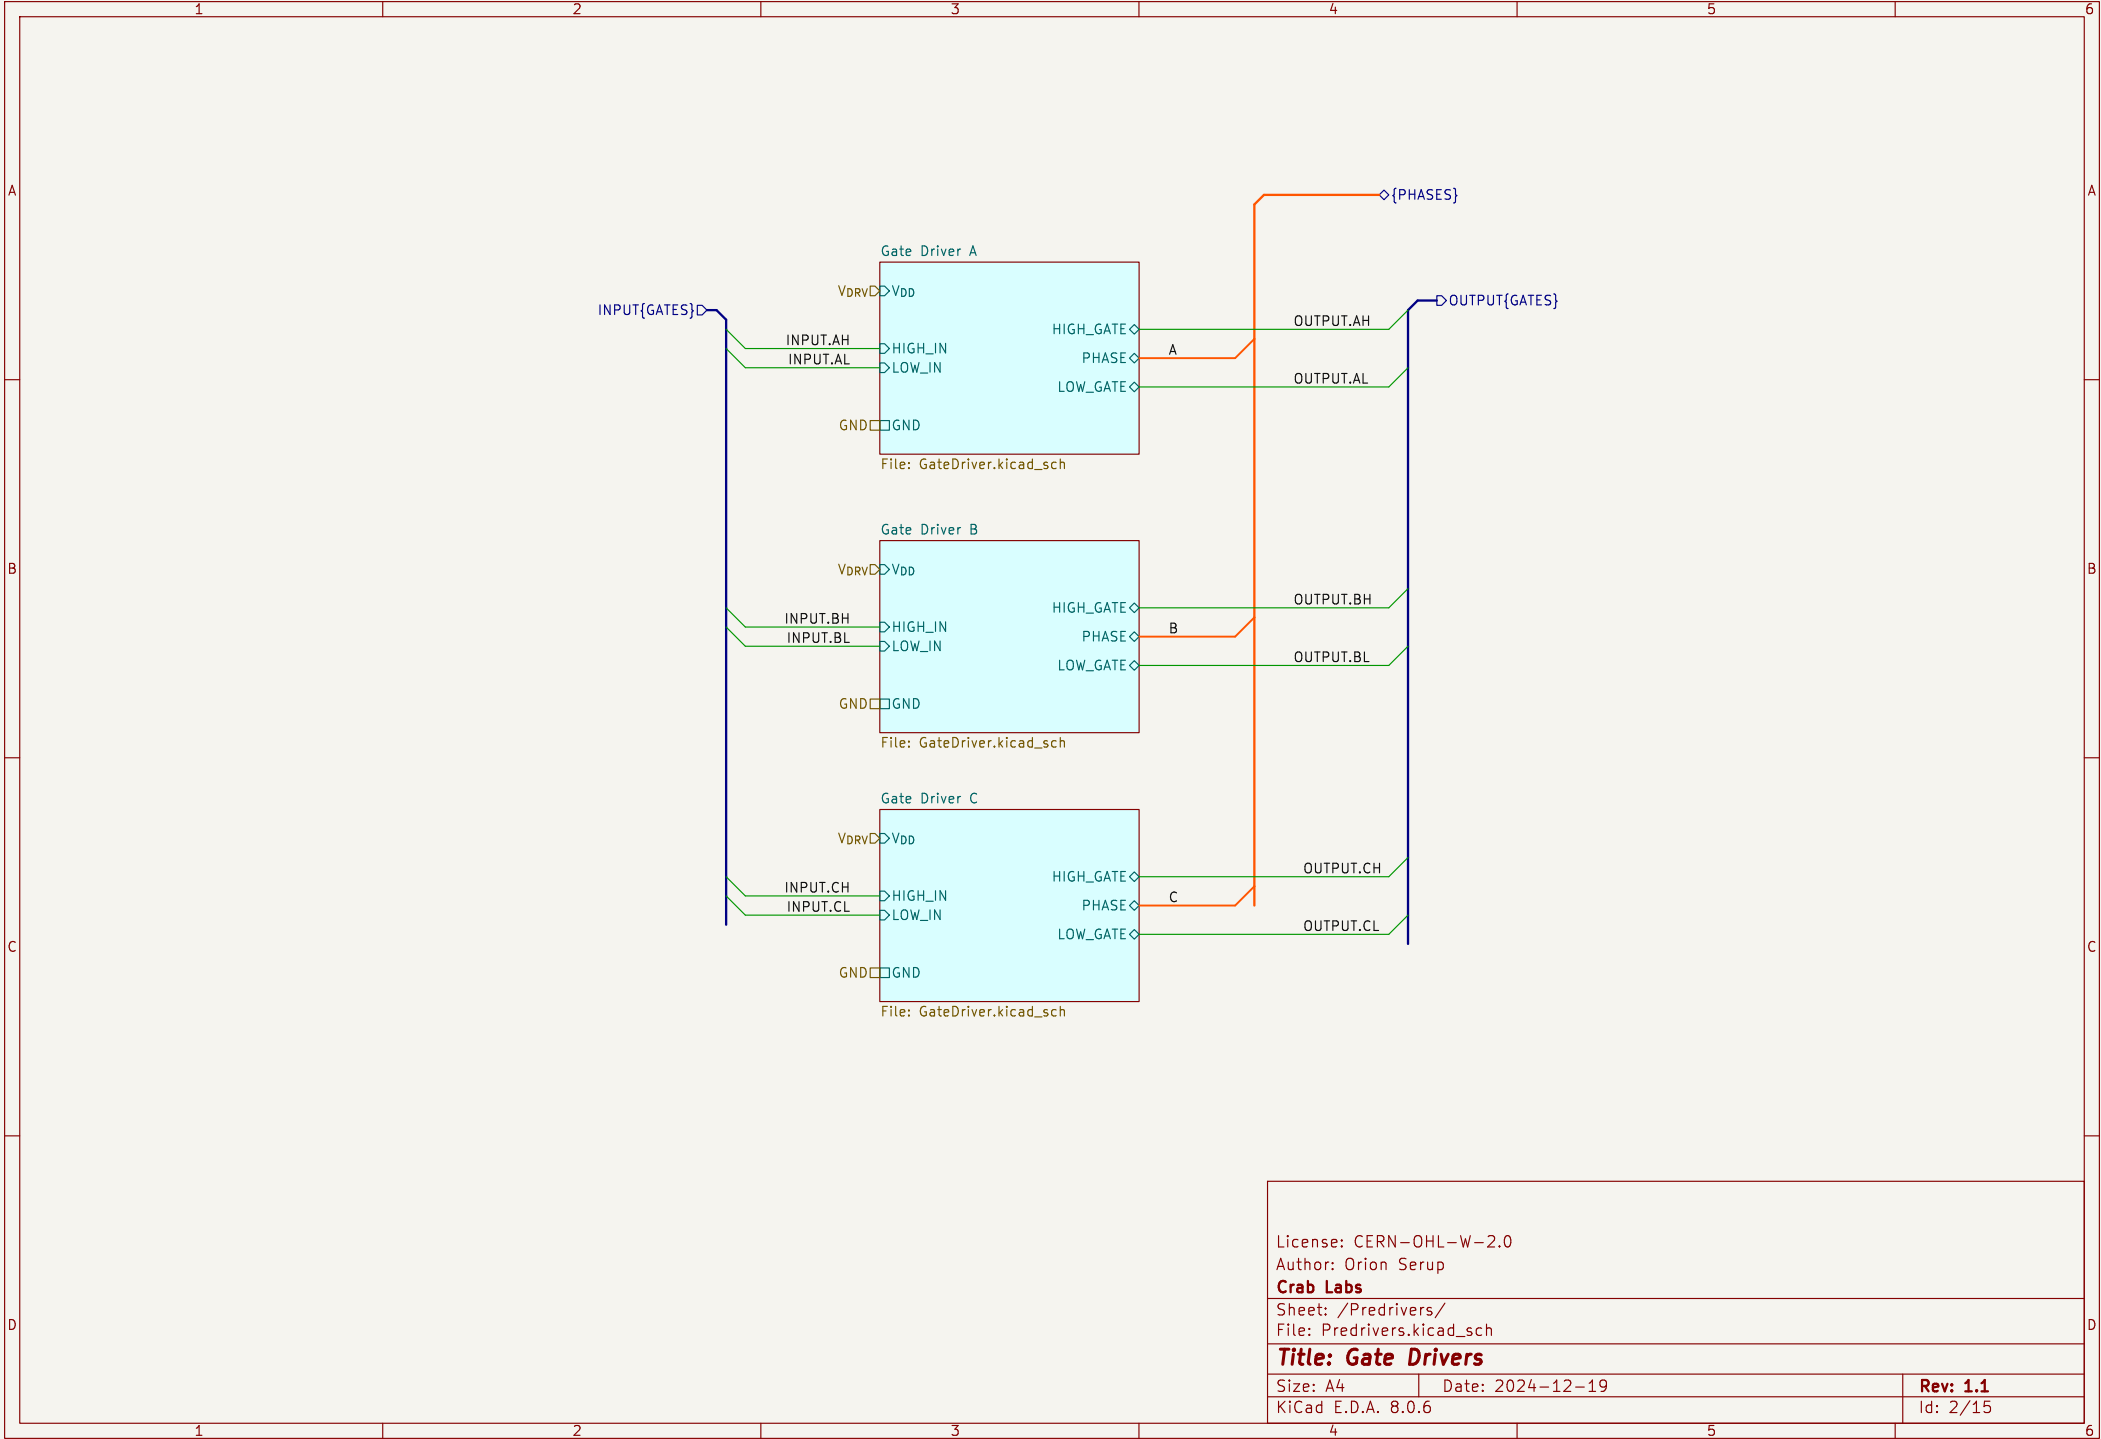 1 2 3 4 5 6
A A
{PHASES}
Gate Driver A
VDRV VDD
INPUT{GATES}
OUTPUT{GATES}
INPUT.AH HIGH_IN
INPUT.AL LOW_IN
HIGH_GATE OUTPUT.AH
PHASE A
LOW_GATE OUTPUT.AL
GND GND
File: GateDriver.kicad_sch
Gate Driver B
B B
VDRV VDD
INPUT.BH HIGH_IN
INPUT.BL LOW_IN
HIGH_GATE OUTPUT.BH
PHASE B
LOW_GATE OUTPUT.BL
GND GND
File: GateDriver.kicad_sch
Gate Driver C
VDRV VDD
INPUT.CH HIGH_IN
INPUT.CL LOW_IN
HIGH_GATE OUTPUT.CH
PHASE C
LOW_GATE OUTPUT.CL
C C
GND GND
File: GateDriver.kicad_sch
License: CERN-OHL-W-2.0
Author: Orion Serup
Crab Labs
Sheet: /Predrivers/
File: Predrivers.kicad_sch
D D
Title: Gate Drivers
Size: A4 Date: 2024-12-19 Rev: 1.1
KiCad E.D.A. 8.0.6 Id: 2/15
1 2 3 4 5 6